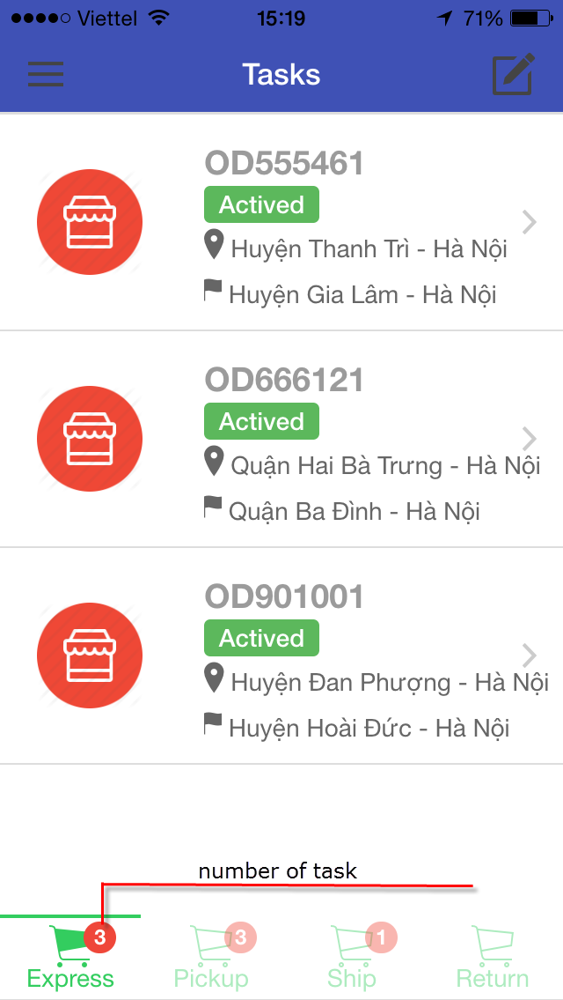 Viettel 15:19 71%
Tasks
OD555461
Actived
Huyện Thanh Trì - Hà Nội
Huyện Gia Lâm - Hà Nội
OD666121
Actived
Quận Hai Bà Trưng - Hà Nội
Quận Ba Đình - Hà Nội
OD901001
Actived
Huyện Đan Phượng - Hà Nội
Huyện Hoài Đức - Hà Nội
number of task
3 3 1
Express Pickup Ship Return